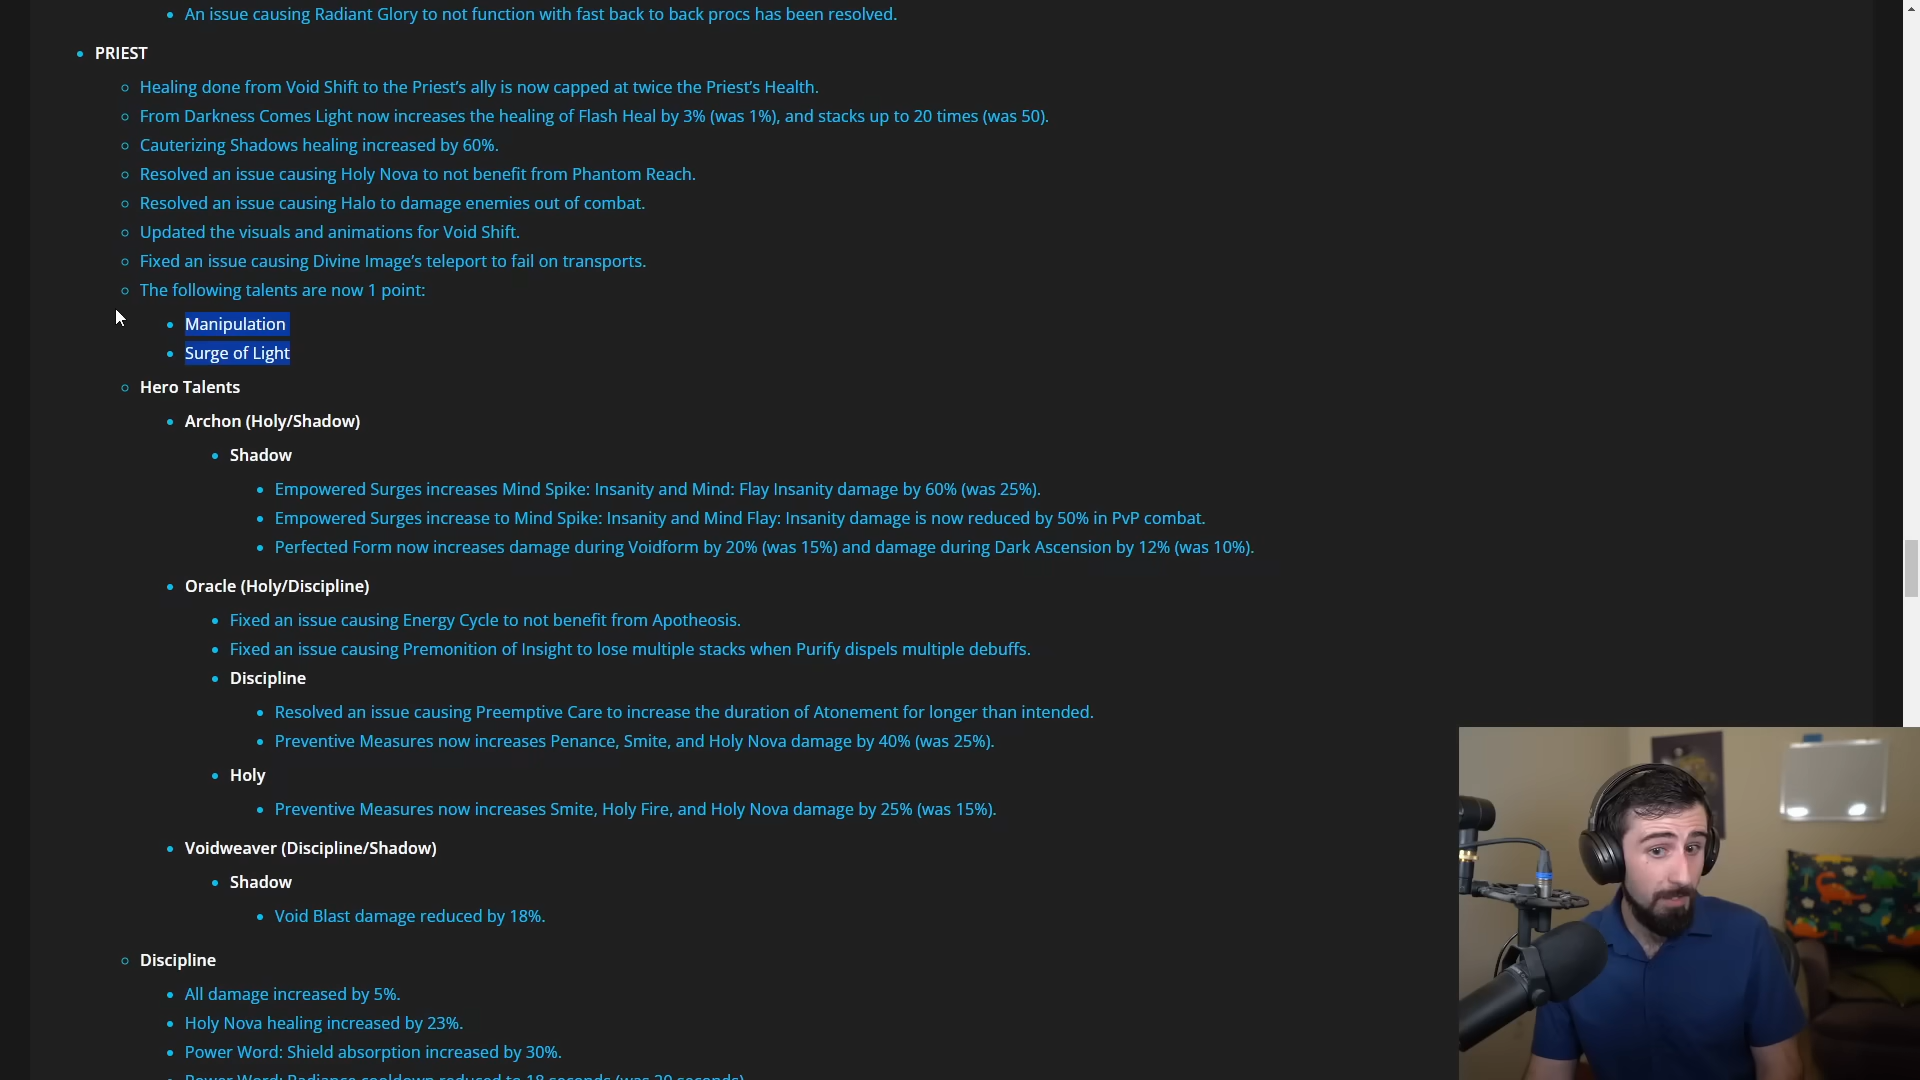 An issue causing Radiant Glory to not function with fast back to back procs has been resolved.
PRIEST
Healing done from Void Shift to the Priest’s ally is now capped at twice the Priest’s Health.
From Darkness Comes Light now increases the healing of Flash Heal by 3% (was 1%), and stacks up to 20 times (was 50).
Cauterizing Shadows healing increased by 60%.
Resolved an issue causing Holy Nova to not benefit from Phantom Reach.
Resolved an issue causing Halo to damage enemies out of combat.
Updated the visuals and animations for Void Shift.
Fixed an issue causing Divine Image’s teleport to fail on transports.
The following talents are now 1 point:
Manipulation
Surge of Light
Hero Talents
Archon (Holy/Shadow)
Shadow
Empowered Surges increases Mind Spike: Insanity and Mind: Flay Insanity damage by 60% (was 25%).
Empowered Surges increase to Mind Spike: Insanity and Mind Flay: Insanity damage is now reduced by 50% in PvP combat.
Perfected Form now increases damage during Voidform by 20% (was 15%) and damage during Dark Ascension by 12% (was 10%).
Oracle (Holy/Discipline)
Fixed an issue causing Energy Cycle to not benefit from Apotheosis.
Fixed an issue causing Premonition of Insight to lose multiple stacks when Purify dispels multiple debuffs.
Discipline
Resolved an issue causing Preemptive Care to increase the duration of Atonement for longer than intended.
Preventive Measures now increases Penance, Smite, and Holy Nova damage by 40% (was 25%).
Holy
Preventive Measures now increases Smite, Holy Fire, and Holy Nova damage by 25% (was 15%).
Voidweaver (Discipline/Shadow)
Shadow
Void Blast damage reduced by 18%.
Discipline
All damage increased by 5%.
Holy Nova healing increased by 23%.
Power Word: Shield absorption increased by 30%.
Power Word: Radiance cooldown reduced to 18 seconds (was 20 seconds).